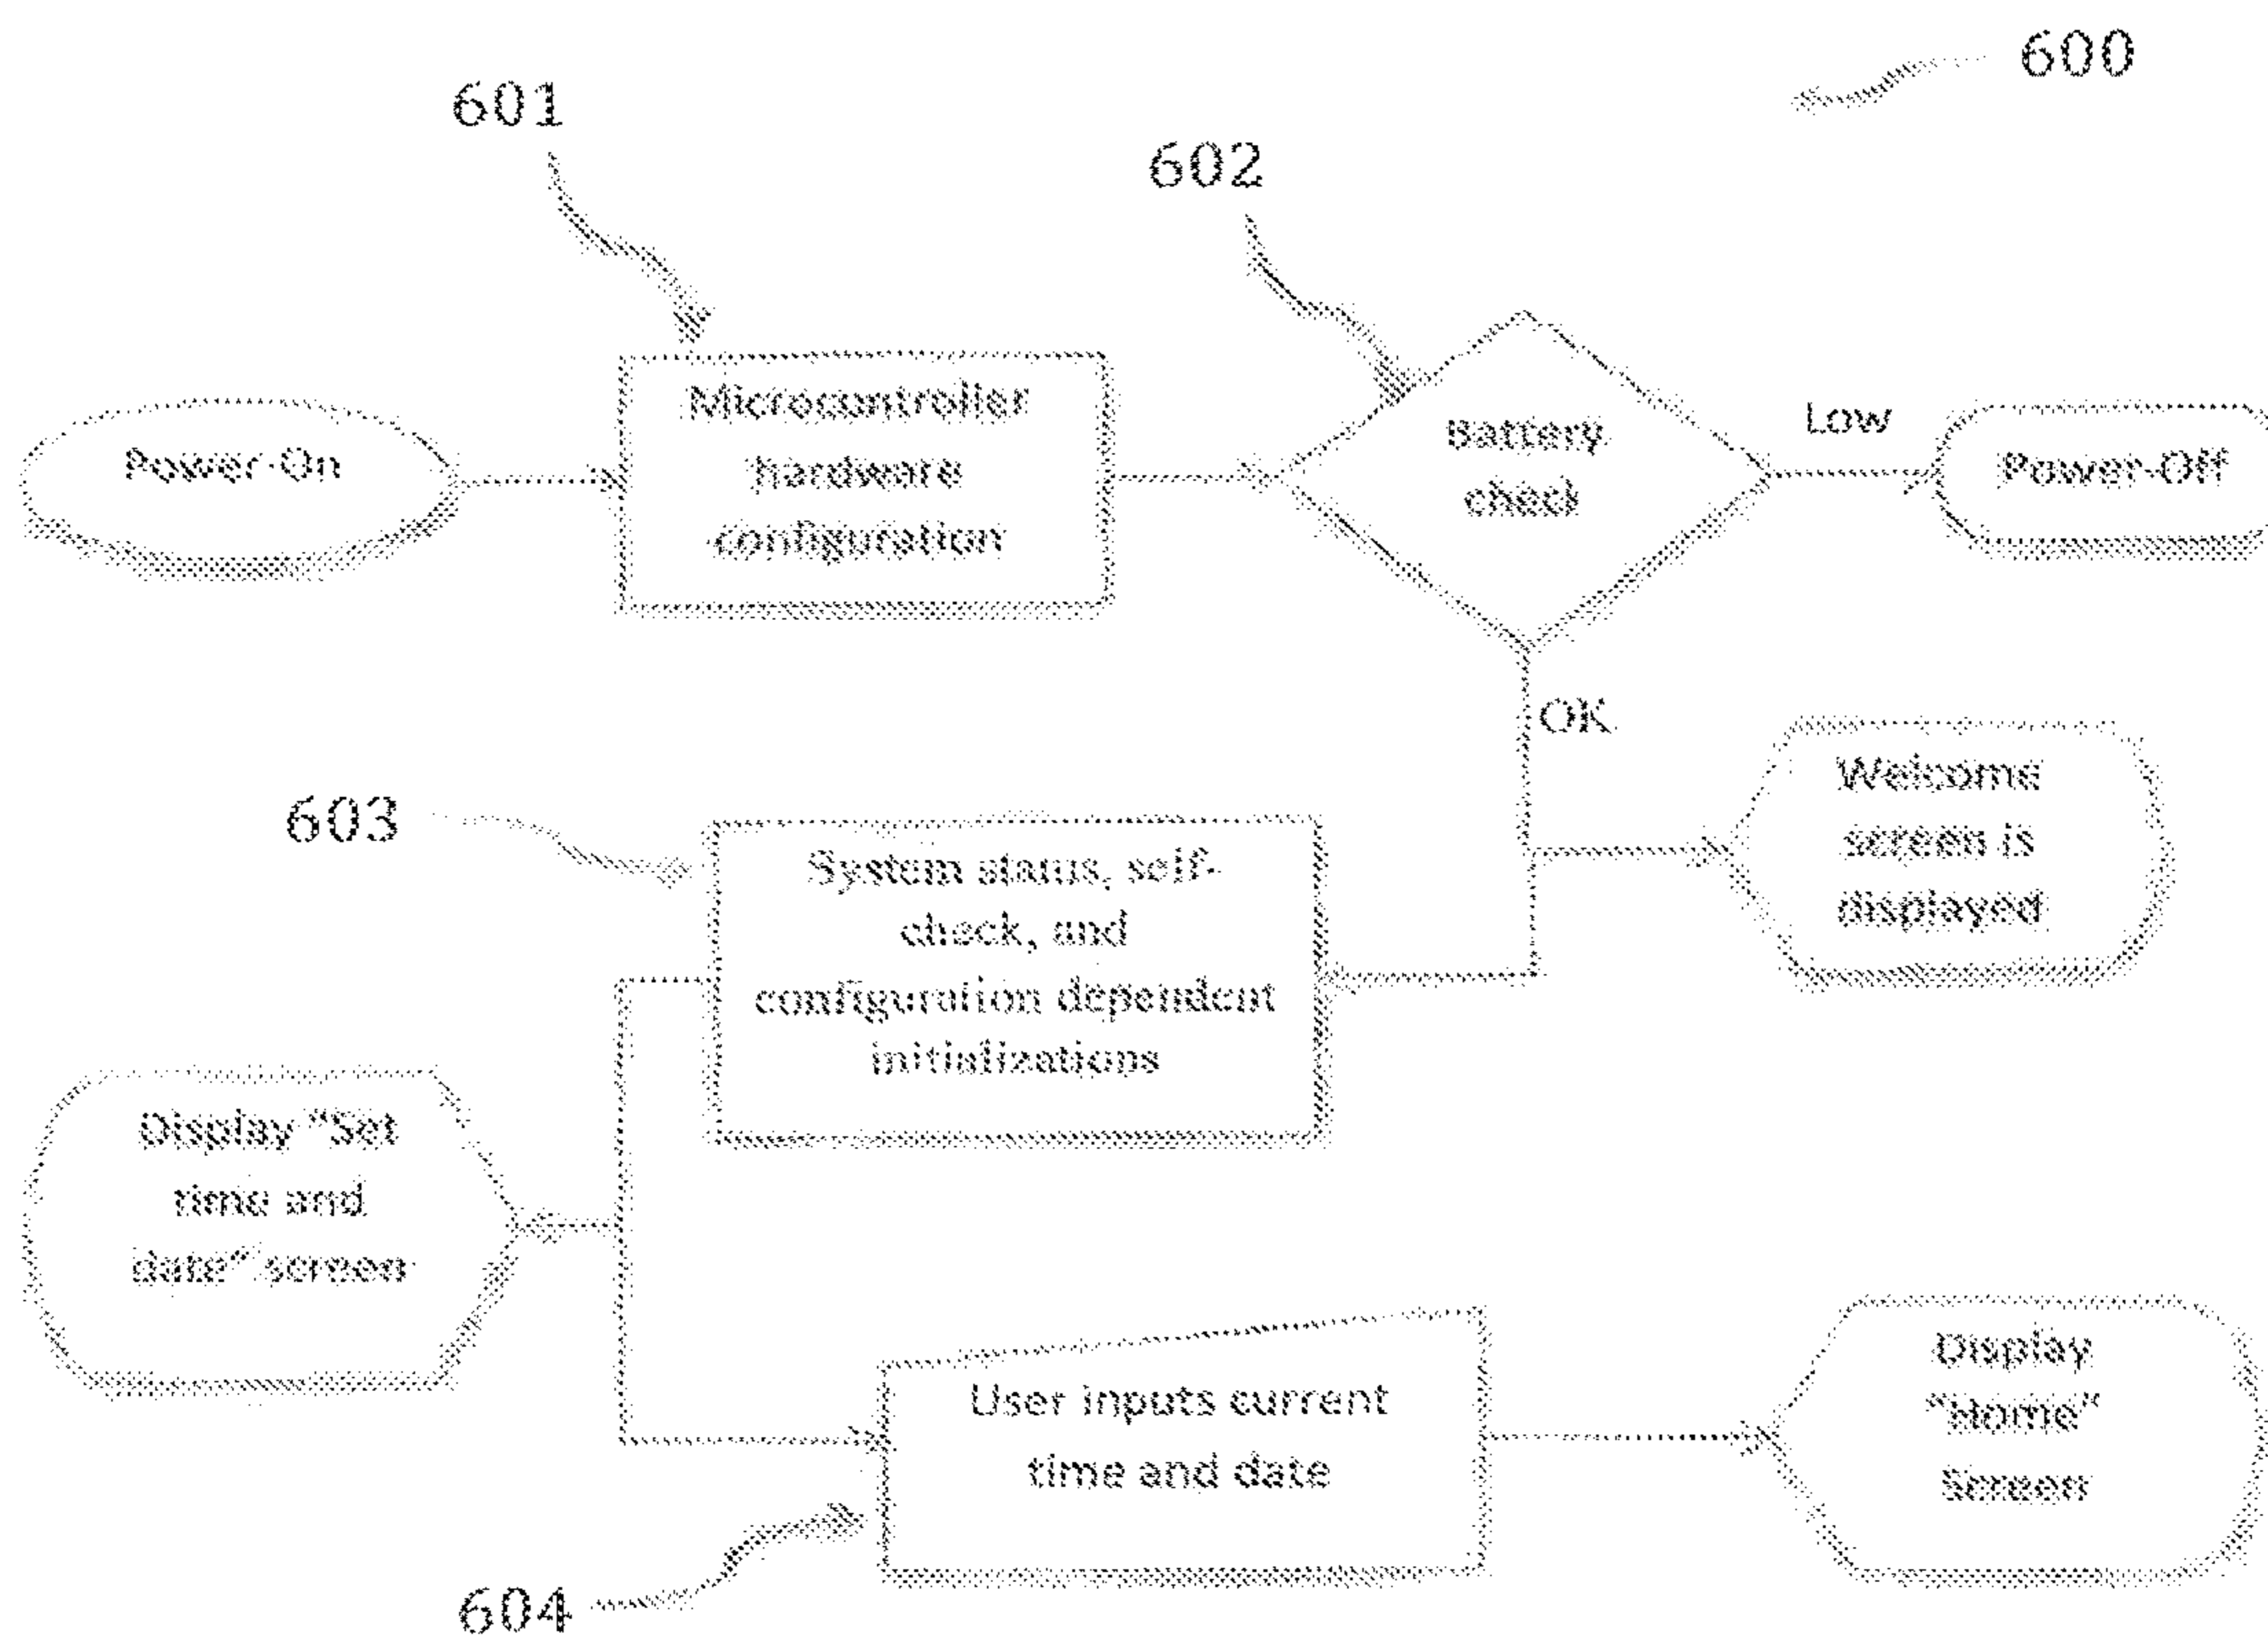 600
601
602
Power-On
Microcontroller
hardware
configuration
Battery
check
Low
Power-Off
OK
Welcome
screen is
displayed
603
System status, self-
check, and
configuration dependent
initializations
Display "Set
time and
date" screen
User inputs current
time and date
604
Display
"Home"
Screen